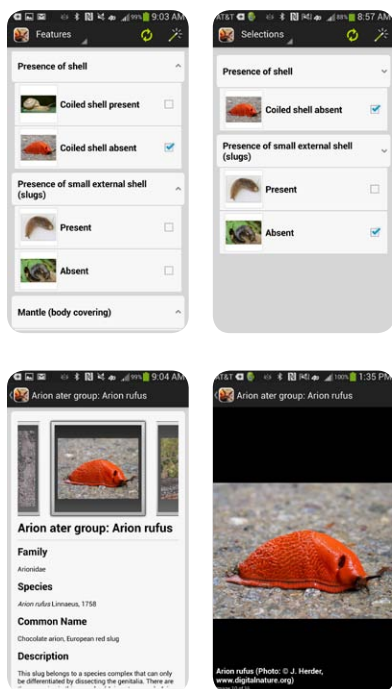 9:03 AM
Features
Presence of shell
Coiled shell present
Coiled shell absent
Presence of small external shell
(slugs)
Present
Absent
Mantle (body covering)
AT&T
88%
8:57 AM
Selections
Presence of shell
Coiled shell absent
Presence of small external shell
(slugs)
Present
Absent
9:04 AM
Arion ater group: Arion rufus
Arion ater group: Arion rufus
Family
Arionidae
Species
Arion rufus Linnaeus, 1758
Common Name
Chocolate arion, European red slug
Description
This slug belongs to a species complex that can only
be differentiated by dissecting the genitalia. There are
AT&T
100%
1:35 PM
Arion ater group: Arion rufus
Arion rufus (Photo: © J. Herder,
www.digitalnature.org)